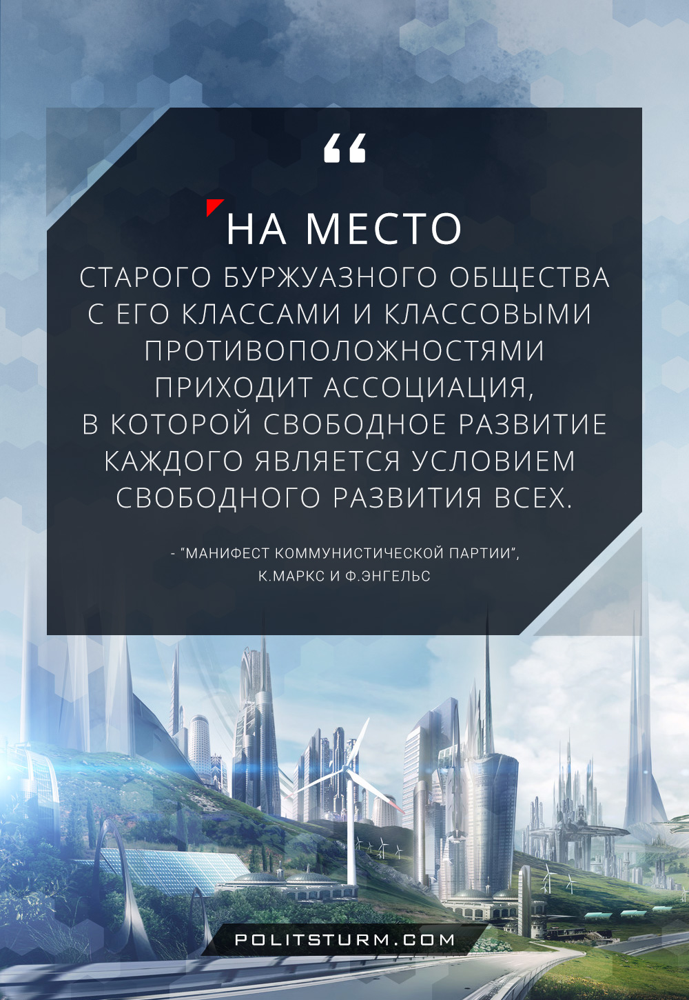 “
НА МЕСТО
СТАРОГО БУРЖУАЗНОГО ОБЩЕСТВА
С ЕГО КЛАССАМИ И КЛАССОВЫМИ
ПРОТИВОПОЛОЖНОСТЯМИ
ПРИХОДИТ АССОЦИАЦИЯ,
В КОТОРОЙ СВОБОДНОЕ РАЗВИТИЕ
КАЖДОГО ЯВЛЯЕТСЯ УСЛОВИЕМ
СВОБОДНОГО РАЗВИТИЯ ВСЕХ.
- “МАНИФЕСТ КОММУНИСТИЧЕСКОЙ ПАРТИИ”,
К.МАРКС И Ф.ЭНГЕЛЬС
POLITSTURM.COM